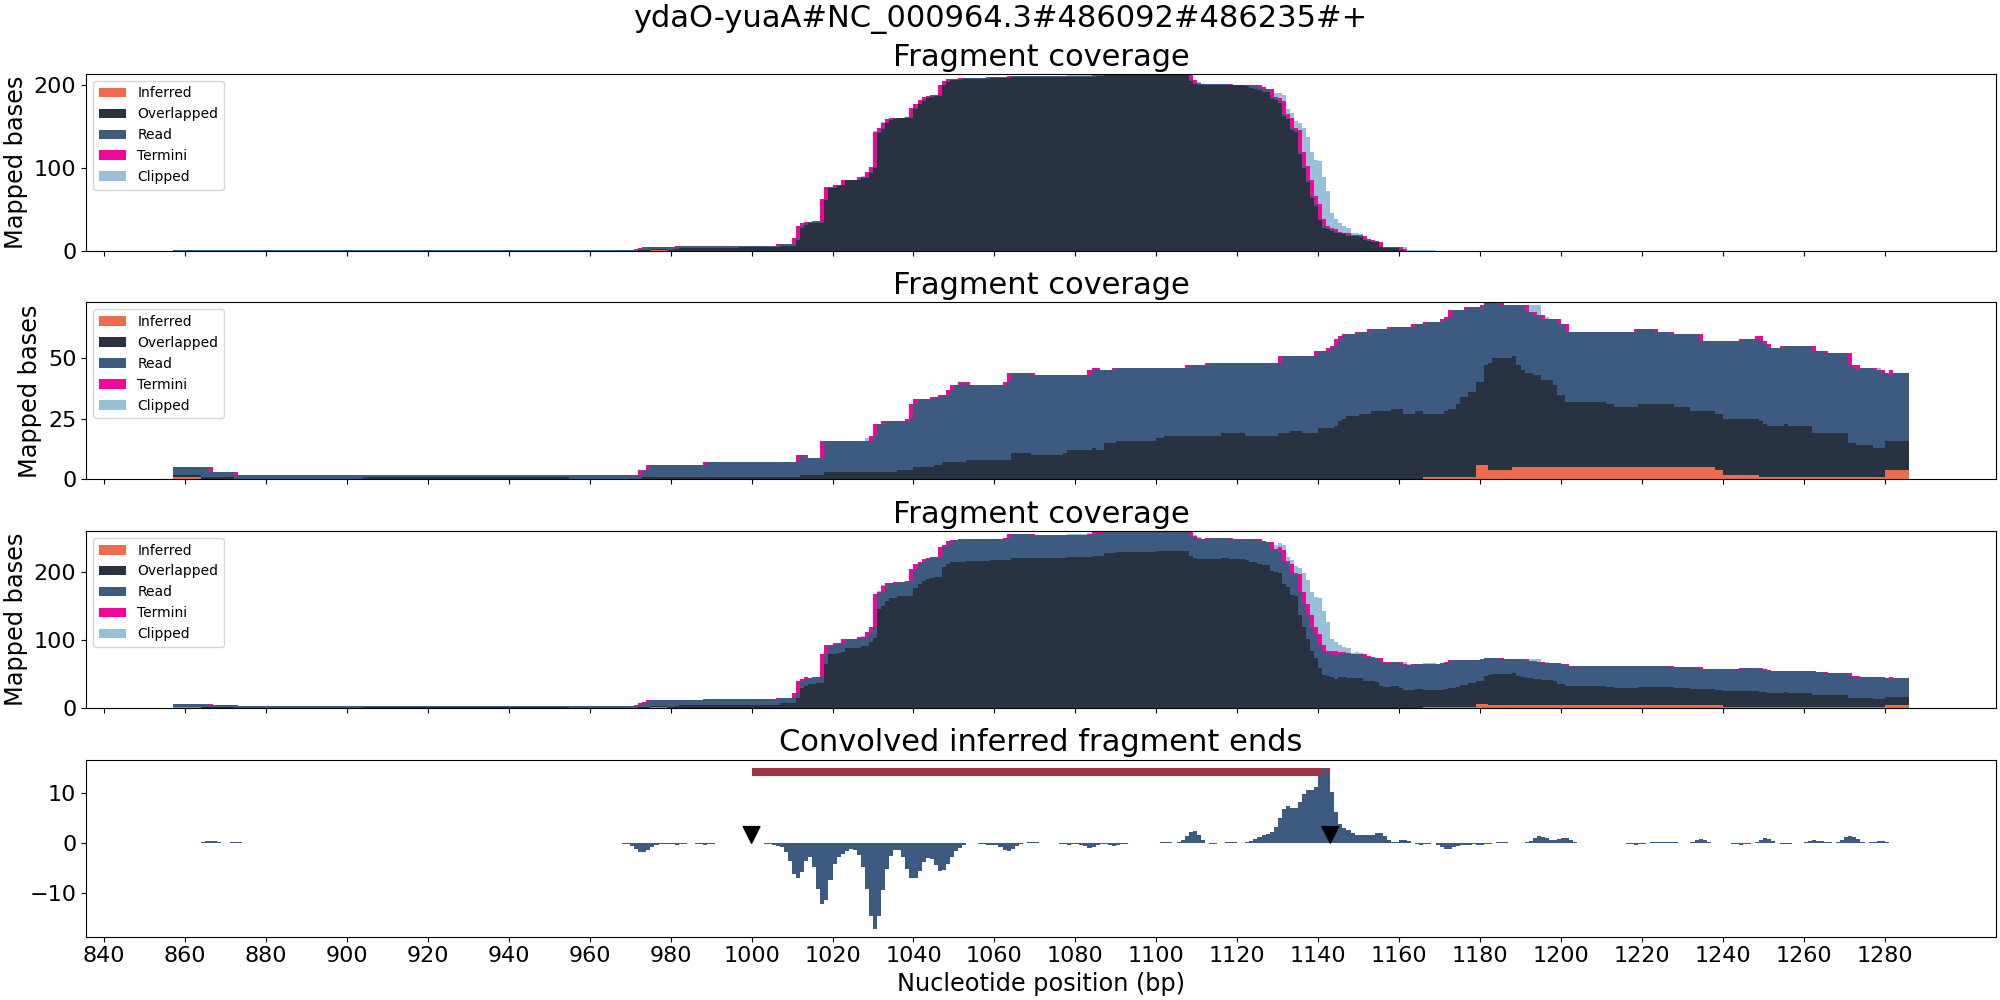 ydaO-yuaA#NC_000964.3#486092#486235#+
Fragment coverage
Mapped bases
200
100
0
Inferred
Overlapped
Read
Termini
Clipped
Fragment coverage
Mapped bases
50
25
0
Inferred
Overlapped
Read
Termini
Clipped
Fragment coverage
Mapped bases
200
100
0
Inferred
Overlapped
Read
Termini
Clipped
Convolved inferred fragment ends
10
0
−10
840 860 880 900 920 940 960 980 1000 1020 1040 1060 1080 1100 1120 1140 1160 1180 1200 1220 1240 1260 1280
Nucleotide position (bp)